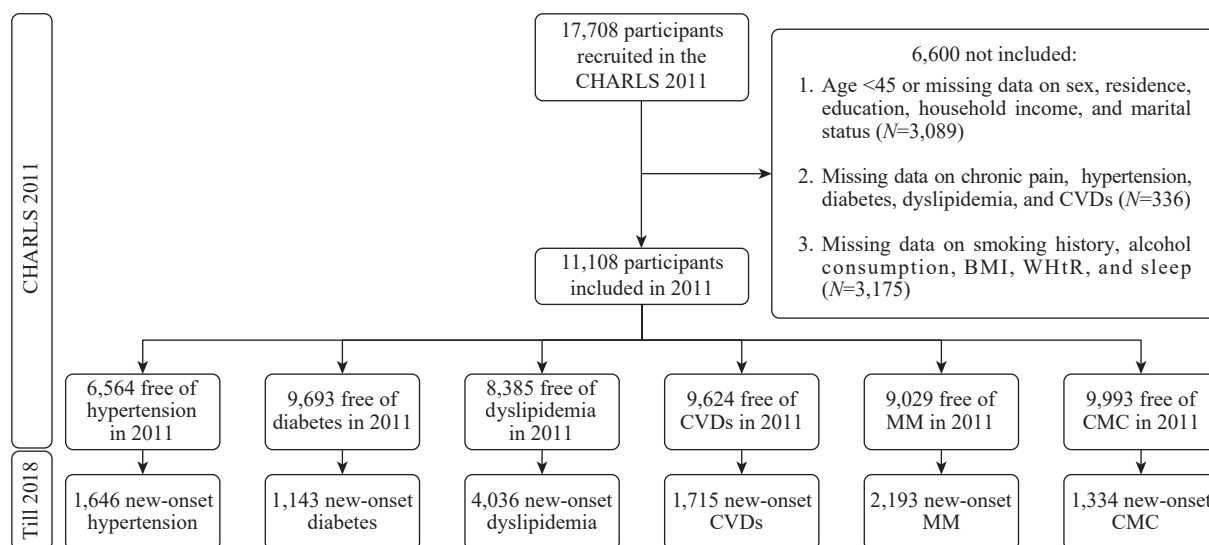 CHARLS 2011
17,708 participants
recruited in the
CHARLS 2011
6,600 not included:
1. Age <45 or missing data on sex, residence,
education, household income, and marital
status (N=3,089)
2. Missing data on chronic pain, hypertension,
diabetes, dyslipidemia, and CVDs (N=336)
3. Missing data on smoking history, alcohol
consumption, BMI, WHtR, and sleep
(N=3,175)
11,108 participants
included in 2011
6,564 free of
hypertension
in 2011
9,693 free of
diabetes in 2011
8,385 free of
dyslipidemia
in 2011
9,624 free of
CVDs in 2011
9,029 free of
MM in 2011
9,993 free of
CMC in 2011
Till 2018
1,646 new-onset
hypertension
1,143 new-onset
diabetes
4,036 new-onset
dyslipidemia
1,715 new-onset
CVDs
2,193 new-onset
MM
1,334 new-onset
CMC